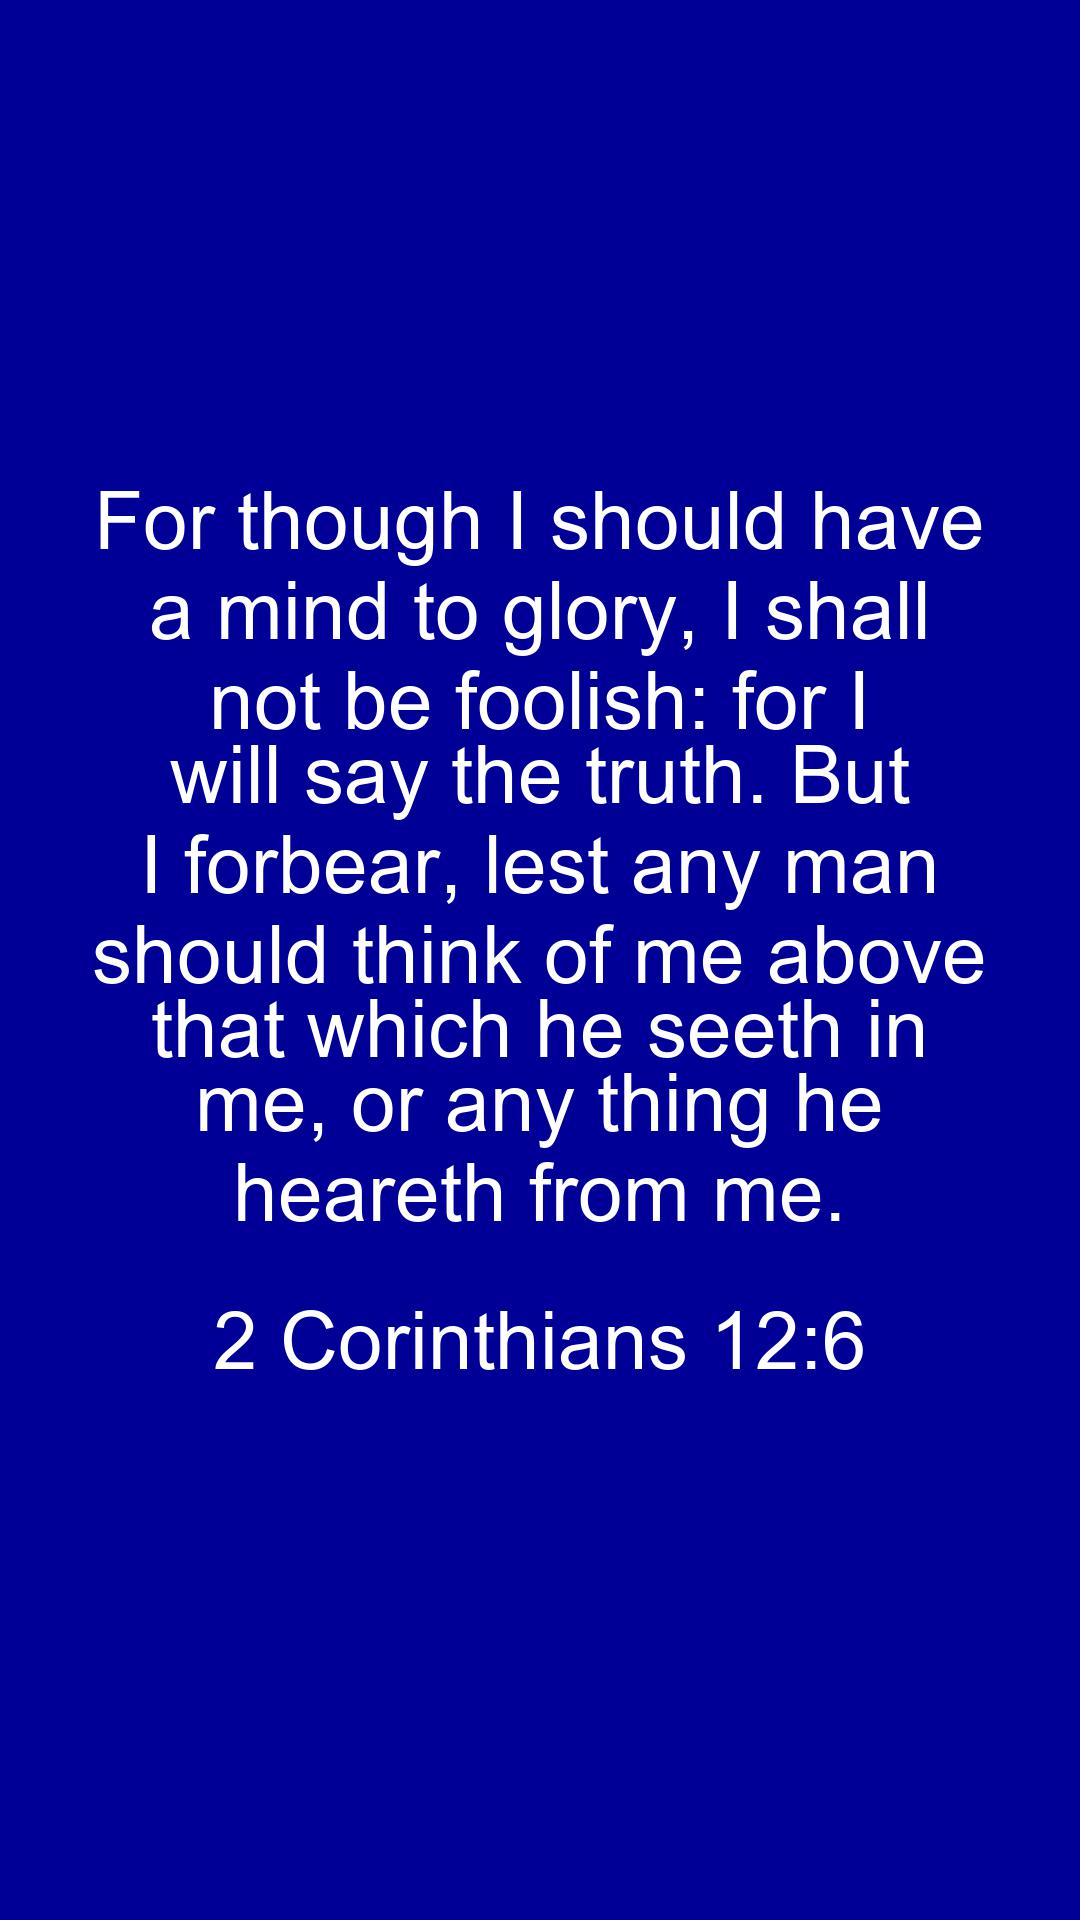 For though I should have
a mind to glory, I shall
not be foolish: for I
will say the truth. But
I forbear, lest any man
should think of me above
that which he seeth in
me, or any thing he
heareth from me.
2 Corinthians 12:6